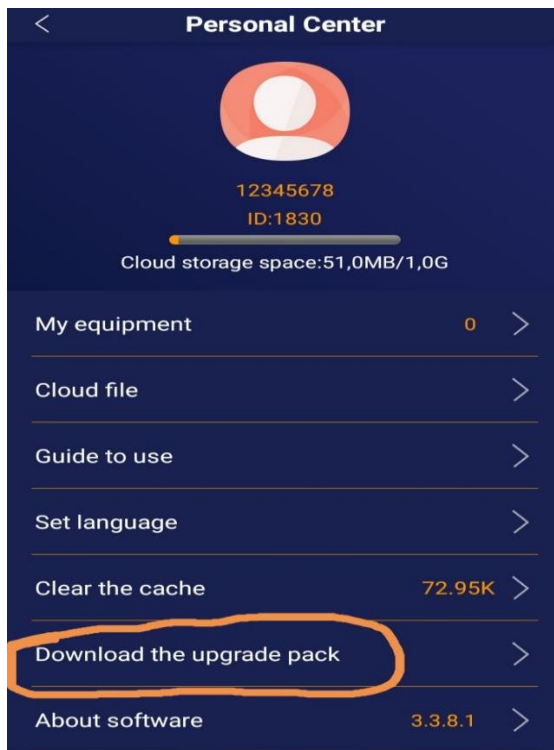 Personal Center
12345678
ID:1830
Cloud storage space:51,0MB/1,0G
My equipment 0
Cloud file
Guide to use
Set language
Clear the cache 72.95K
Download the upgrade pack
About software 3.3.8.1